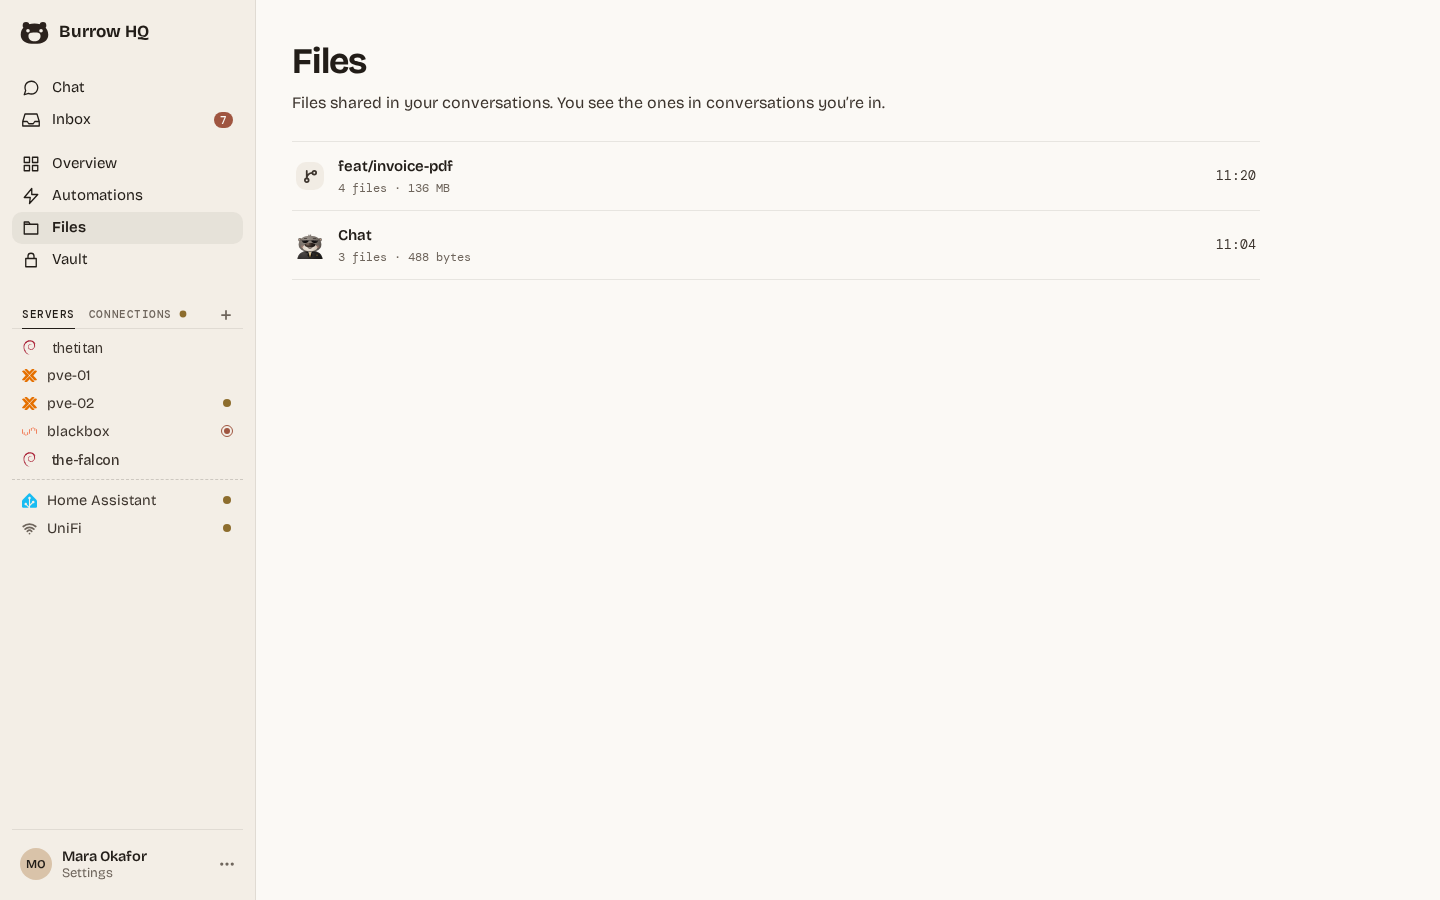 Burrow HQ
Chat
Inbox 7
Overview
Automations
Files
Vault
SERVERS CONNECTIONS
thetitan
pve-01
pve-02
blackbox
the-falcon
Home Assistant
UniFi
MO
Mara Okafor
Settings
Files
Files shared in your conversations. You see the ones in conversations you’re in.
feat/invoice-pdf
4 files · 136 MB
11:20
Chat
3 files · 488 bytes
11:04